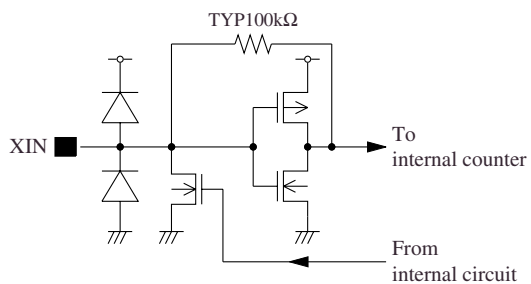 TYP100kΩ
XIN
To
internal counter
From
internal circuit